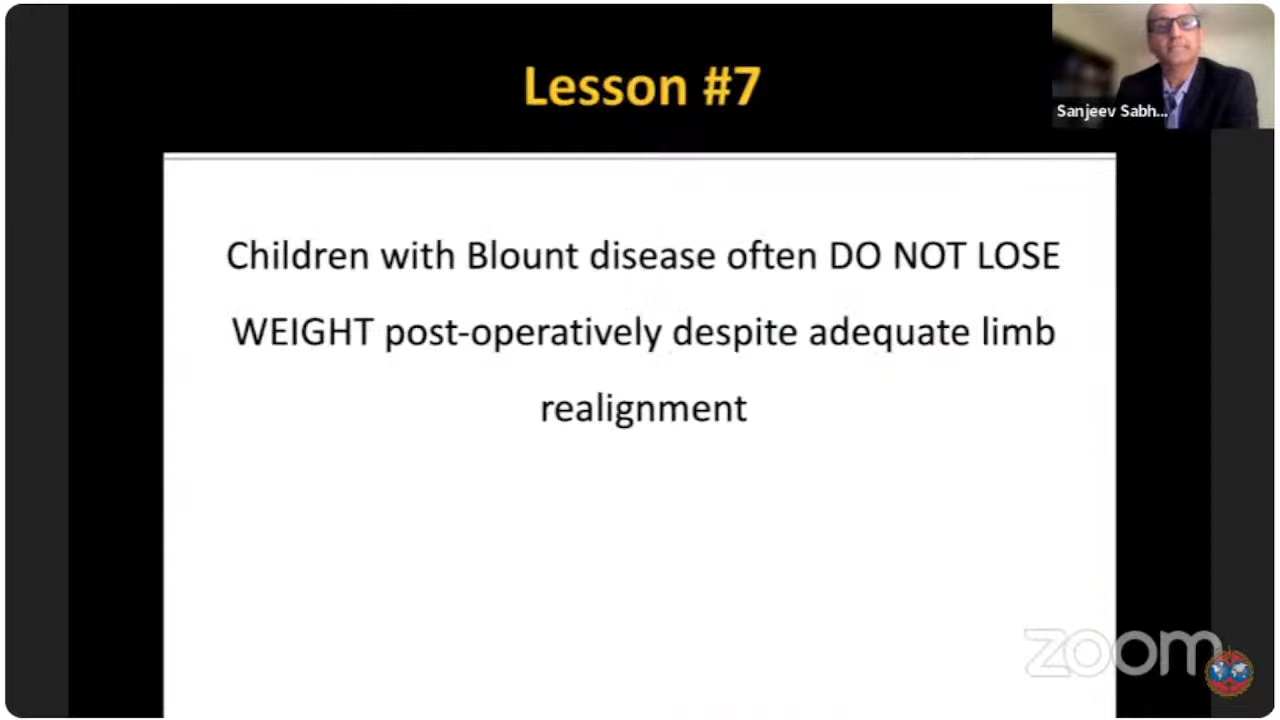 Lesson #7
Sanjeev Sabh...
Children with Blount disease often DO NOT LOSE
WEIGHT post-operatively despite adequate limb
realignment
zoom